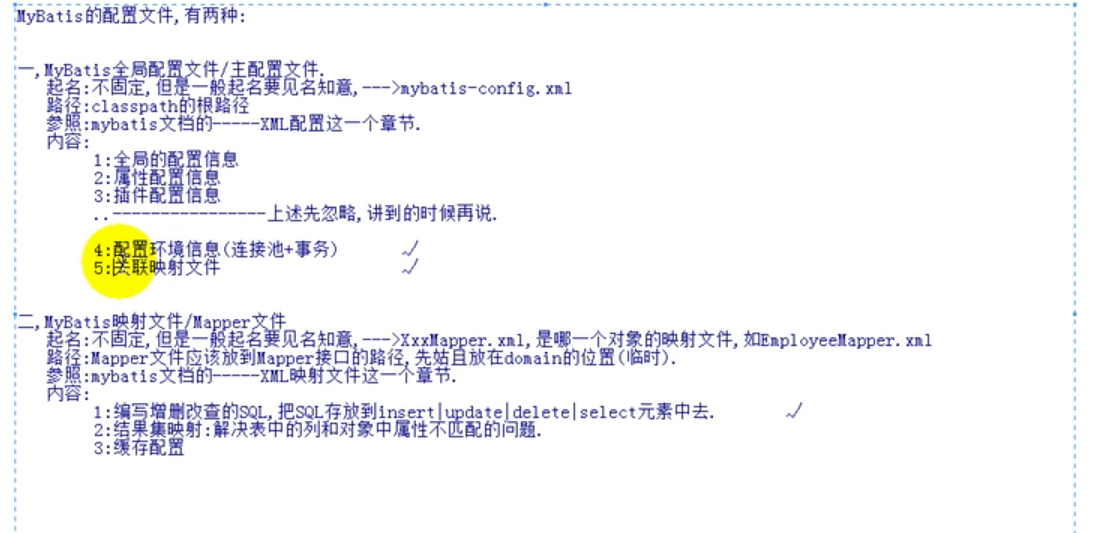 MyBatis的配置文件,有两种:
一,MyBatis全局配置文件/主配置文件.
起名:不固定,但是一般起名要见名知意,--->mybatis-config.xml
路径:classpath的根路径
参照:mybatis文档的-----XML配置这一个章节.
内容:
1:全局的配置信息
2:属性配置信息
3:插件配置信息
..----------------上述先忽略,讲到的时候再说.
4:配置环境信息(连接池+事务) ✓
5:关联映射文件 ✓
二,MyBatis映射文件/Mapper文件
起名:不固定,但是一般起名要见名知意,--->XxxMapper.xml,是哪一个对象的映射文件,如EmployeeMapper.xml
路径:Mapper文件应该放到Mapper接口的路径,先姑且放在domain的位置(临时).
参照:mybatis文档的-----XML映射文件这一个章节.
内容:
1:编写增删改查的SQL,把SQL存放到insert|update|delete|select元素中去. ✓
2:结果集映射:解决表中的列和对象中属性不匹配的问题.
3:缓存配置